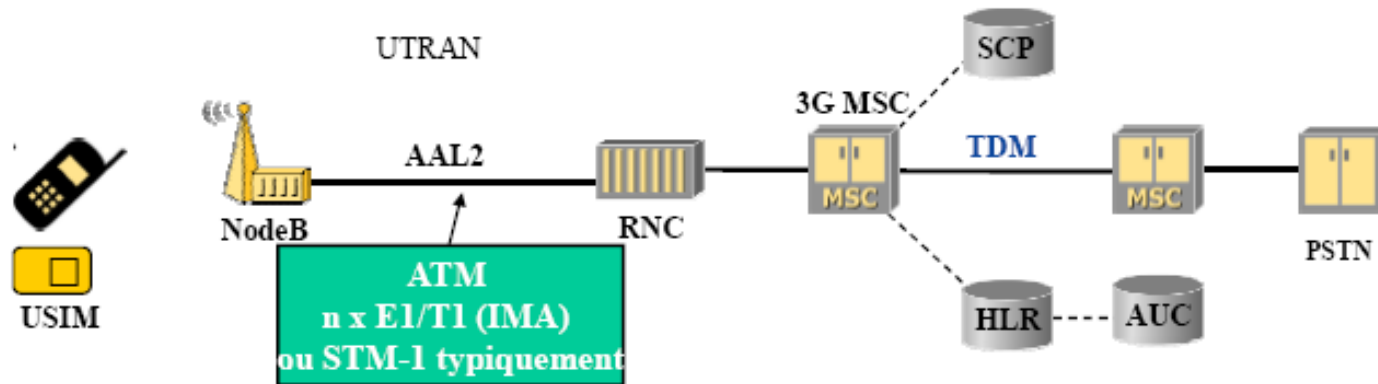 UTRAN
SCP
3G MSC
AAL2
TDM
MSC
MSC
NodeB
RNC
PSTN
USIM
ATM
n x E1/T1 (IMA)
ou STM-1 typiquement
HLR
AUC